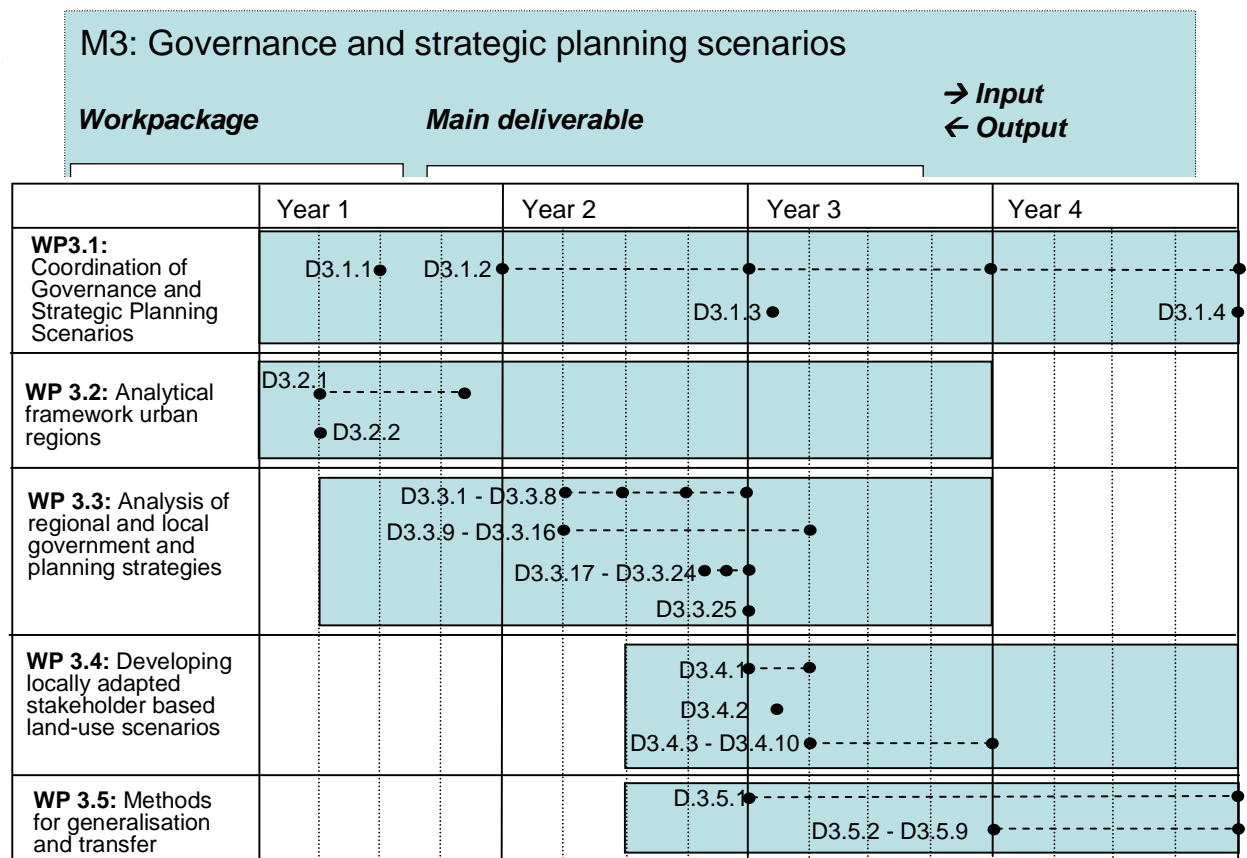 M3: Governance and strategic planning scenarios
→ Input
Workpackage Main deliverable
← Output
Year 1 Year 2 Year 3 Year 4
WP3.1:
Coordination of
Governance and
Strategic Planning
Scenarios
D3.1.1 D3.1.2
D3.1.3 D3.1.4
WP 3.2: Analytical
framework urban
regions
D3.2.1
D3.2.2
WP 3.3: Analysis of
regional and local
government and
planning strategies
D3.3.1 - D3.3.8
D3.3.9 - D3.3.16
D3.3.17 - D3.3.24
D3.3.25
WP 3.4: Developing
locally adapted
stakeholder based
land-use scenarios
D3.4.1
D3.4.2
D3.4.3 - D3.4.10
WP 3.5: Methods
for generalisation
and transfer
D.3.5.1
D3.5.2 - D3.5.9